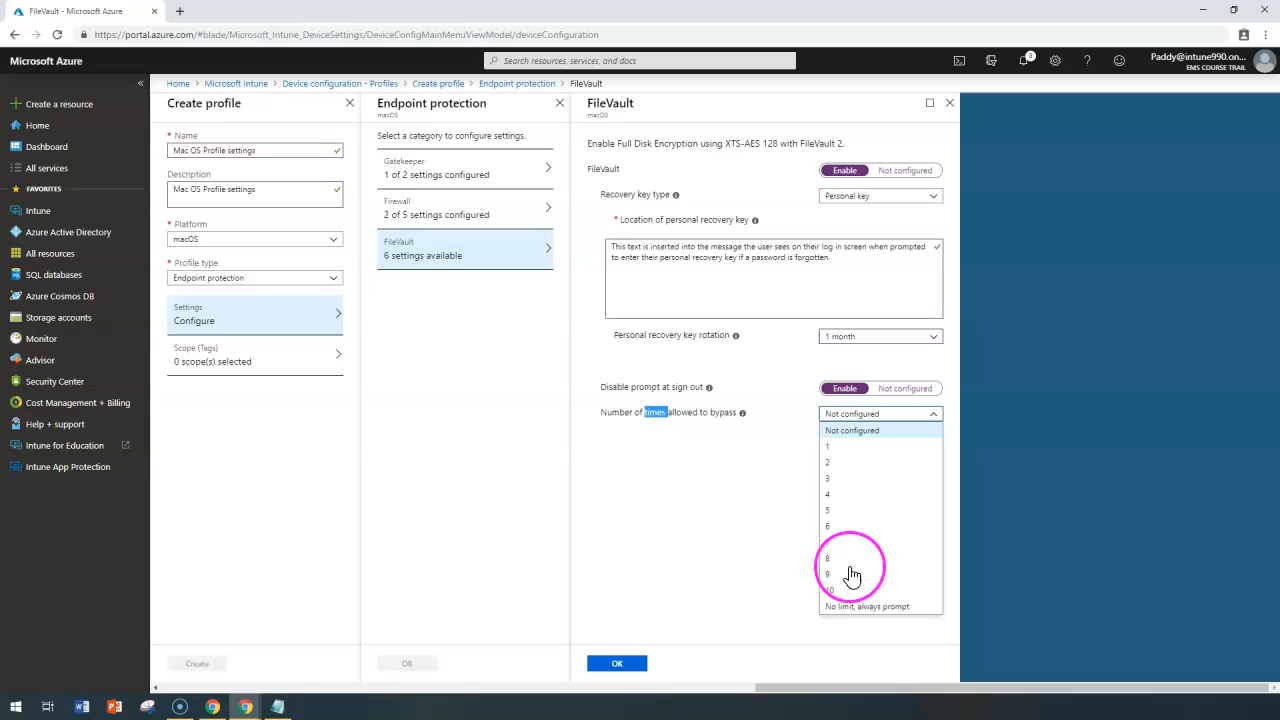 FileVault - Microsoft Azure
https://portal.azure.com/#blade/Microsoft_Intune_DeviceSettings/DeviceConfigMainMenuViewModel/deviceConfiguration
Microsoft Azure
Search resources, services, and docs
8
Paddy@intune990.on...
EMS COURSE TRAIL
Home > Microsoft Intune > Device configuration - Profiles > Create profile > Endpoint protection > FileVault
Create a resource
Home
Dashboard
All services
FAVORITES
Intune
Azure Active Directory
All resources
SQL databases
Azure Cosmos DB
Storage accounts
Monitor
Advisor
Security Center
Cost Management + Billing
Help + support
Intune for Education
Intune App Protection
Create profile
* Name
Mac OS Profile settings
Description
Mac OS Profile settings
* Platform
macOS
* Profile type
Endpoint protection
Settings
Configure
Scope (Tags)
0 scope(s) selected
Create
Endpoint protection
macOS
Select a category to configure settings.
Gatekeeper
1 of 2 settings configured
Firewall
2 of 5 settings configured
FileVault
6 settings available
OK
FileVault
macOS
Enable Full Disk Encryption using XTS-AES 128 with FileVault 2.
FileVault Enable Not configured
Recovery key type Personal key
* Location of personal recovery key
This text is inserted into the message the user sees on their log in screen when prompted
to enter their personal recovery key if a password is forgotten.
Personal recovery key rotation 1 month
Disable prompt at sign out Enable Not configured
Number of times allowed to bypass Not configured
Not configured
1
2
3
4
5
6
8
9
10
No limit, always prompt
OK